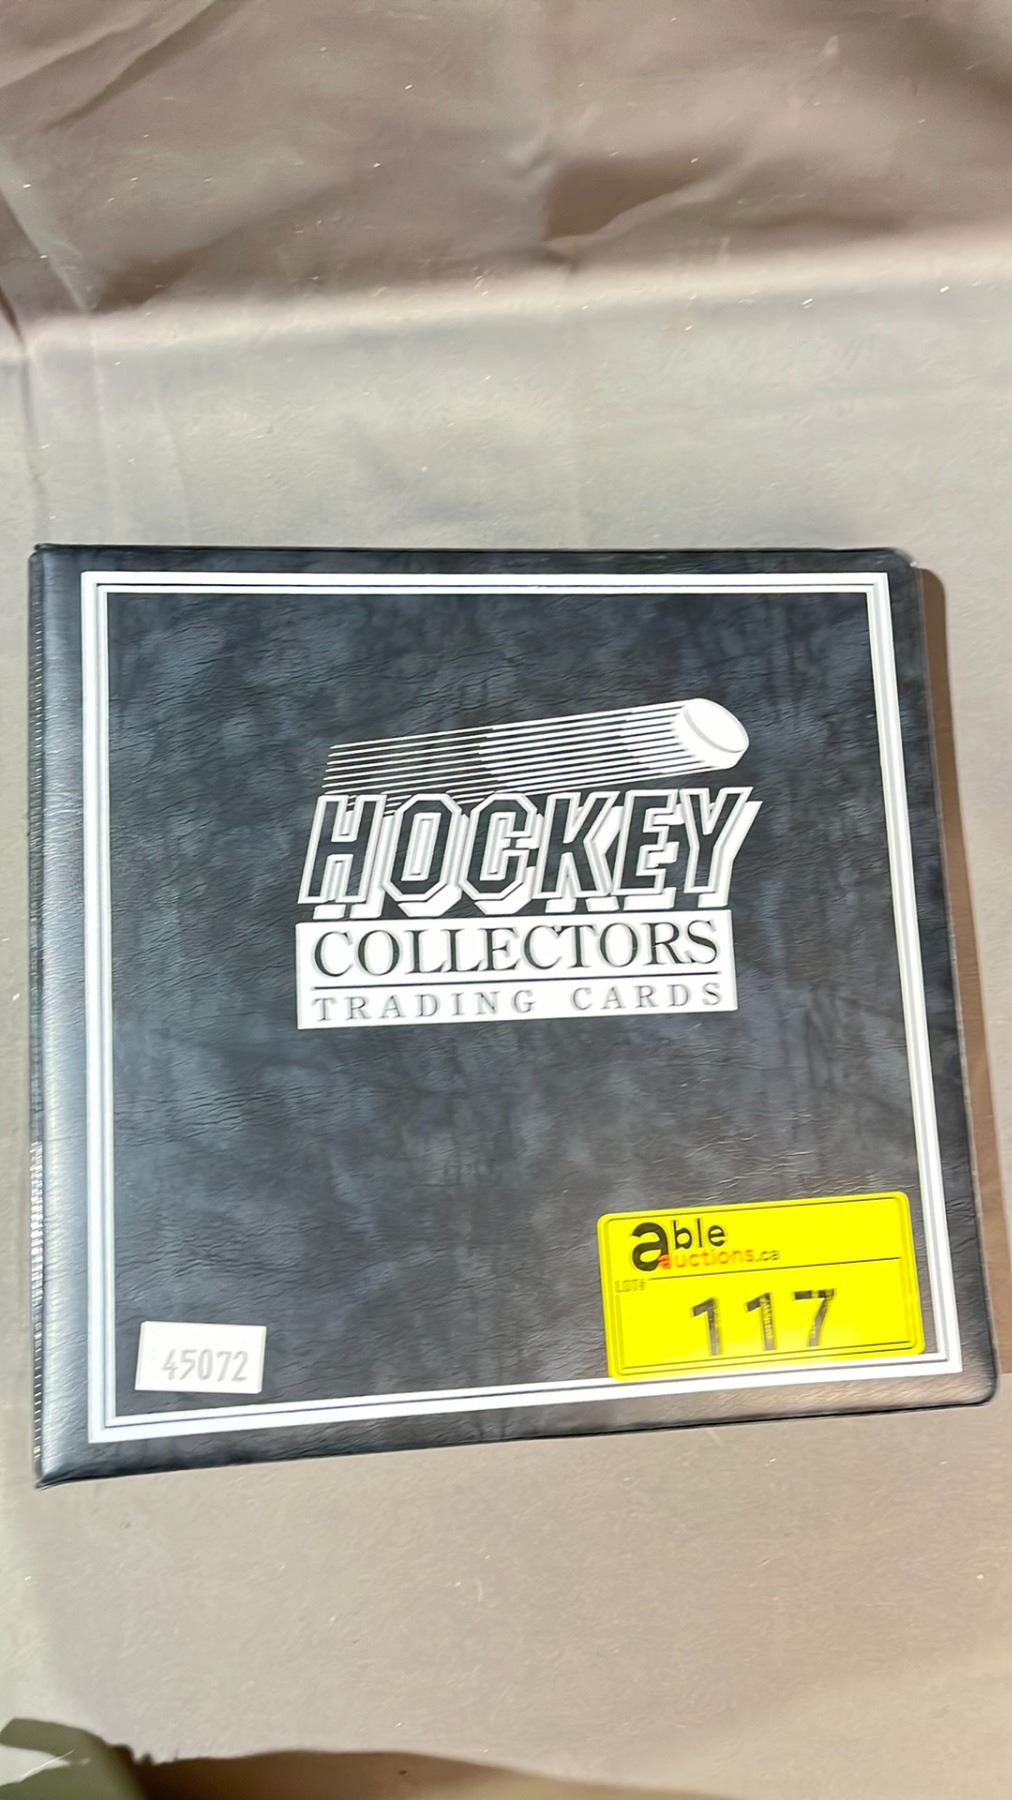 HOCKEY
COLLECTORS
TRADING CARDS
able
auctions.ca
LOT#
117
45072